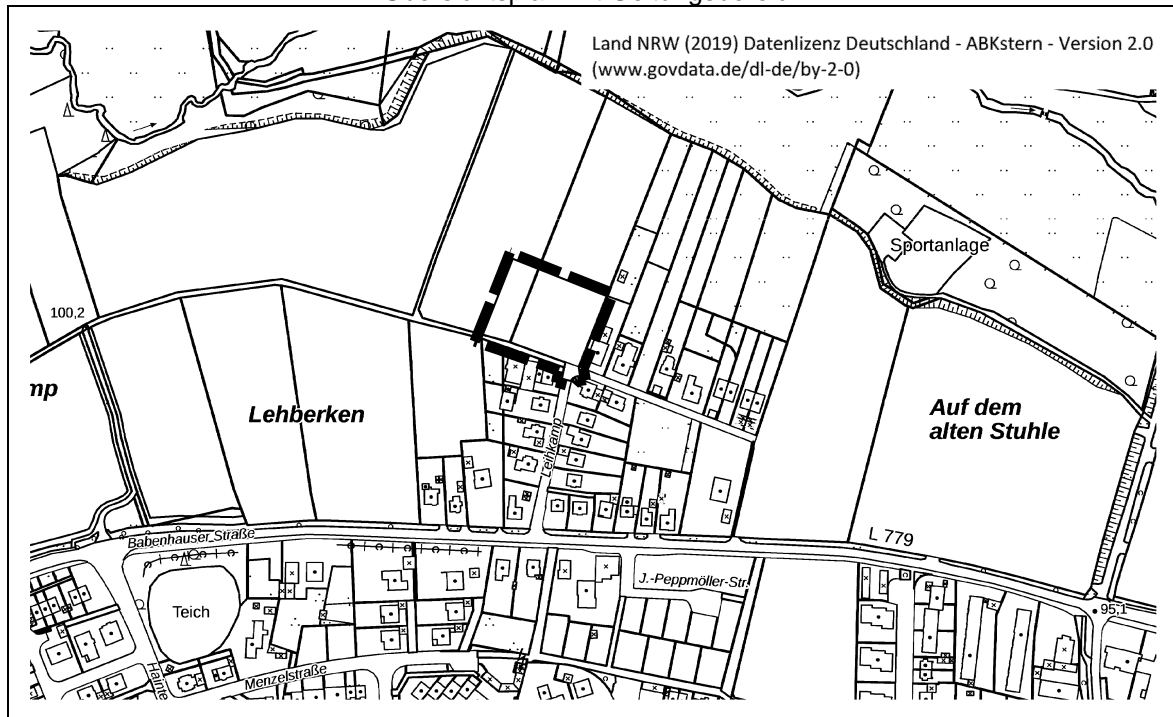 Land NRW (2019) Datenlizenz Deutschland - ABKstern - Version 2.0
(www.govdata.de/dl-de/by-2-0)
Sportanlage
100,2
mp
Lehberken
Auf dem
alten Stuhle
Leihkamp
L 779
Babenhauser Straße
J.-Peppmöller-Str.
95,1
Teich
Menzelstraße